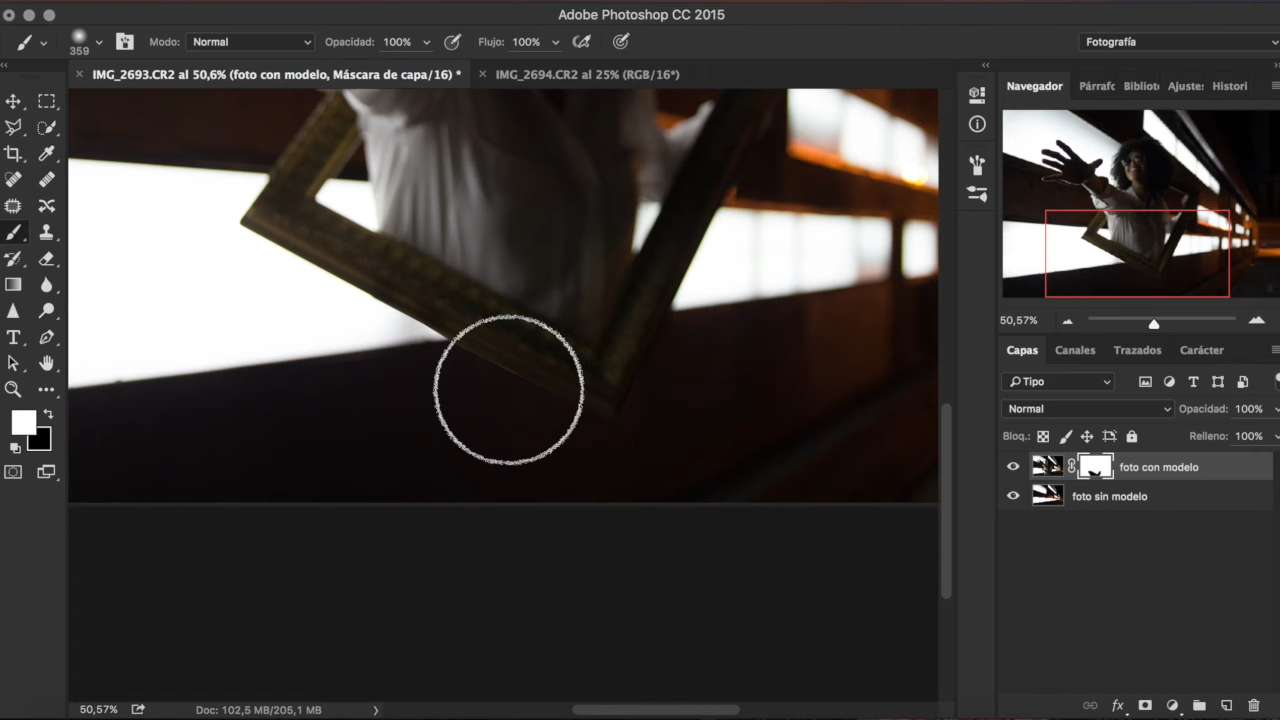 Adobe Photoshop CC 2015
359
Modo: Normal Opacidad: 100% Flujo: 100% Fotografía
IMG_2693.CR2 al 50,6% (foto con modelo, Máscara de capa/16) *
IMG_2694.CR2 al 25% (RGB/16*)
Navegador Párrafo Bibliot Ajuste: Histori
50,57%
Capas Canales Trazados Carácter
Tipo
Normal Opacidad: 100%
Bloq.: Relleno: 100%
foto con modelo
foto sin modelo
50,57% Doc: 102,5 MB/205,1 MB